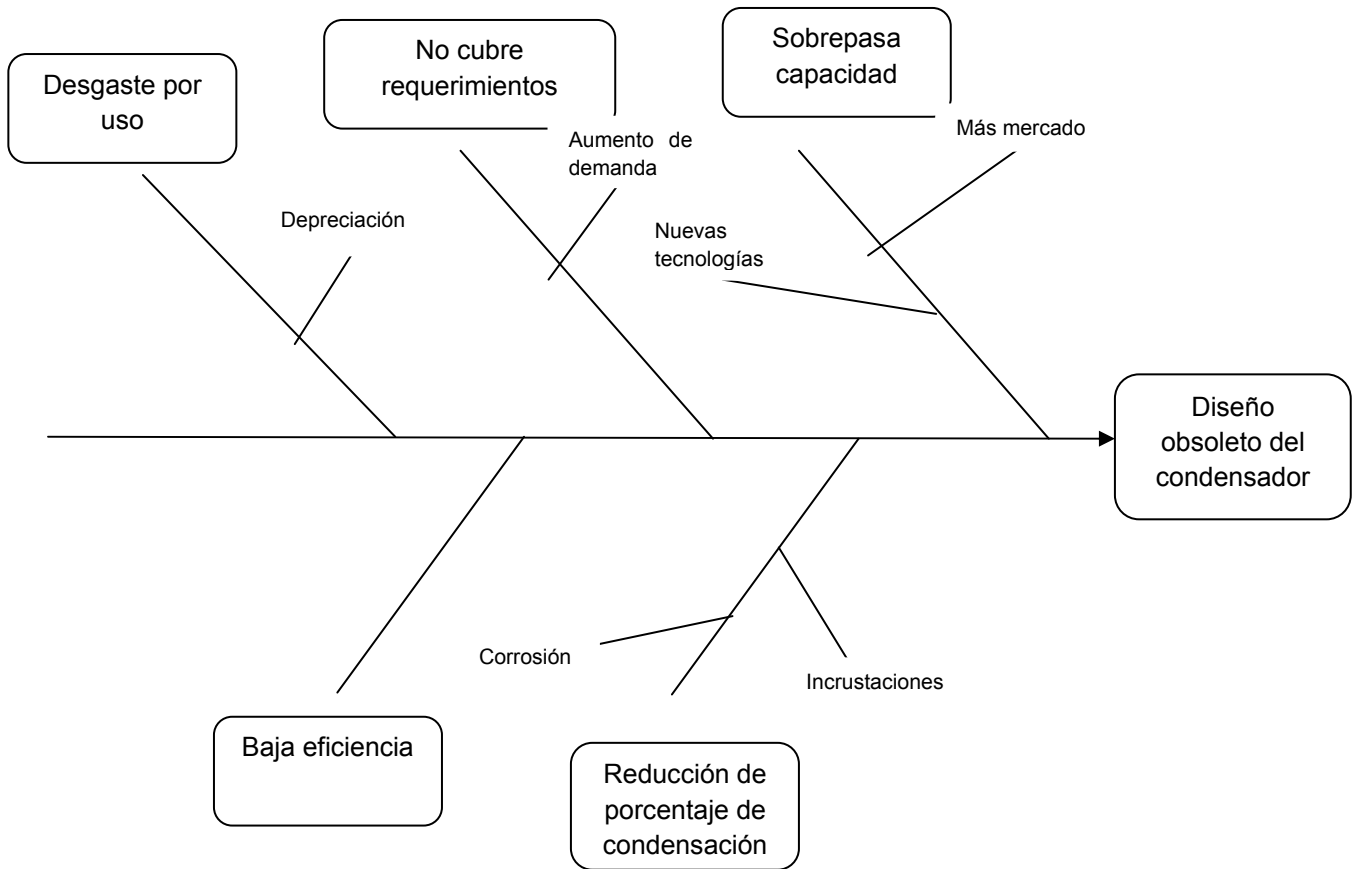 Desgaste por
uso
No cubre
requerimientos
Sobrepasa
capacidad
Aumento de
demanda
Más mercado
Depreciación
Nuevas
tecnologías
Diseño
obsoleto del
condensador
Corrosión
Incrustaciones
Baja eficiencia
Reducción de
porcentaje de
condensación